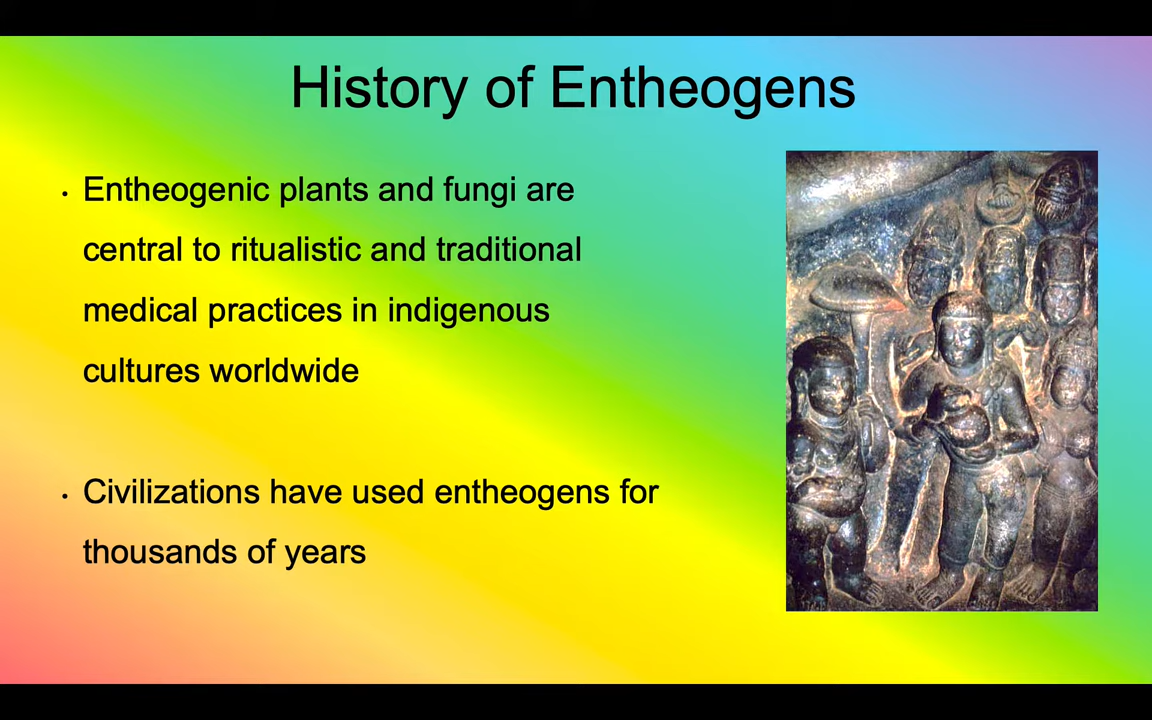 History of Entheogens
• Entheogenic plants and fungi are
central to ritualistic and traditional
medical practices in indigenous
cultures worldwide
• Civilizations have used entheogens for
thousands of years